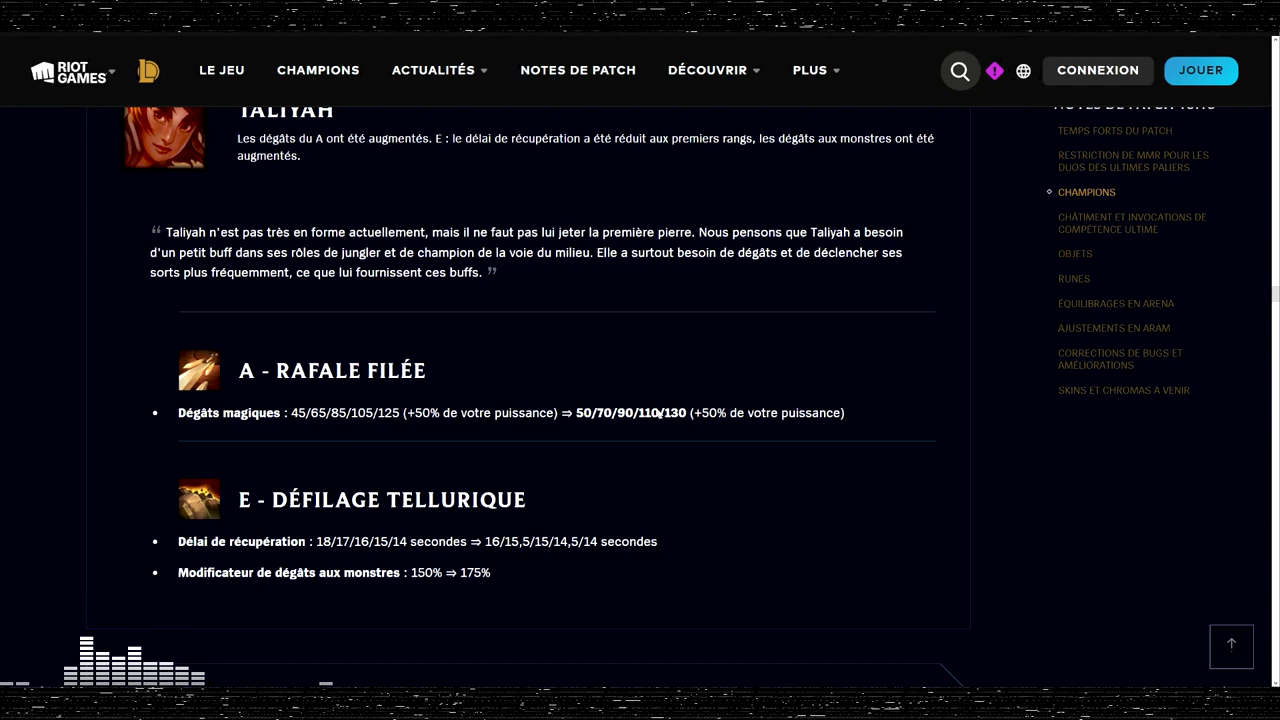 RIOT GAMES
LE JEU
CHAMPIONS
ACTUALITÉS
NOTES DE PATCH
DÉCOUVRIR
PLUS
CONNEXION
JOUER
TALIYAH
Les dégâts du A ont été augmentés. E : le délai de récupération a été réduit aux premiers rangs, les dégâts aux monstres ont été
augmentés.
“ Taliyah n'est pas très en forme actuellement, mais il ne faut pas lui jeter la première pierre. Nous pensons que Taliyah a besoin
d'un petit buff dans ses rôles de jungler et de champion de la voie du milieu. Elle a surtout besoin de dégâts et de déclencher ses
sorts plus fréquemment, ce que lui fournissent ces buffs. ”
A - RAFALE FILÉE
• Dégâts magiques : 45/65/85/105/125 (+50% de votre puissance) ⇒ 50/70/90/110/130 (+50% de votre puissance)
E - DÉFILAGE TELLURIQUE
• Délai de récupération : 18/17/16/15/14 secondes ⇒ 16/15,5/15/14,5/14 secondes
• Modificateur de dégâts aux monstres : 150% ⇒ 175%
TEMPS FORTS DU PATCH
RESTRICTION DE MMR POUR LES
DUOS DES ULTIMES PALIERS
CHAMPIONS
CHÂTIMENT ET INVOCATIONS DE
COMPÉTENCE ULTIME
OBJETS
RUNES
ÉQUILIBRAGES EN ARENA
AJUSTEMENTS EN ARAM
CORRECTIONS DE BUGS ET
AMÉLIORATIONS
SKINS ET CHROMAS À VENIR